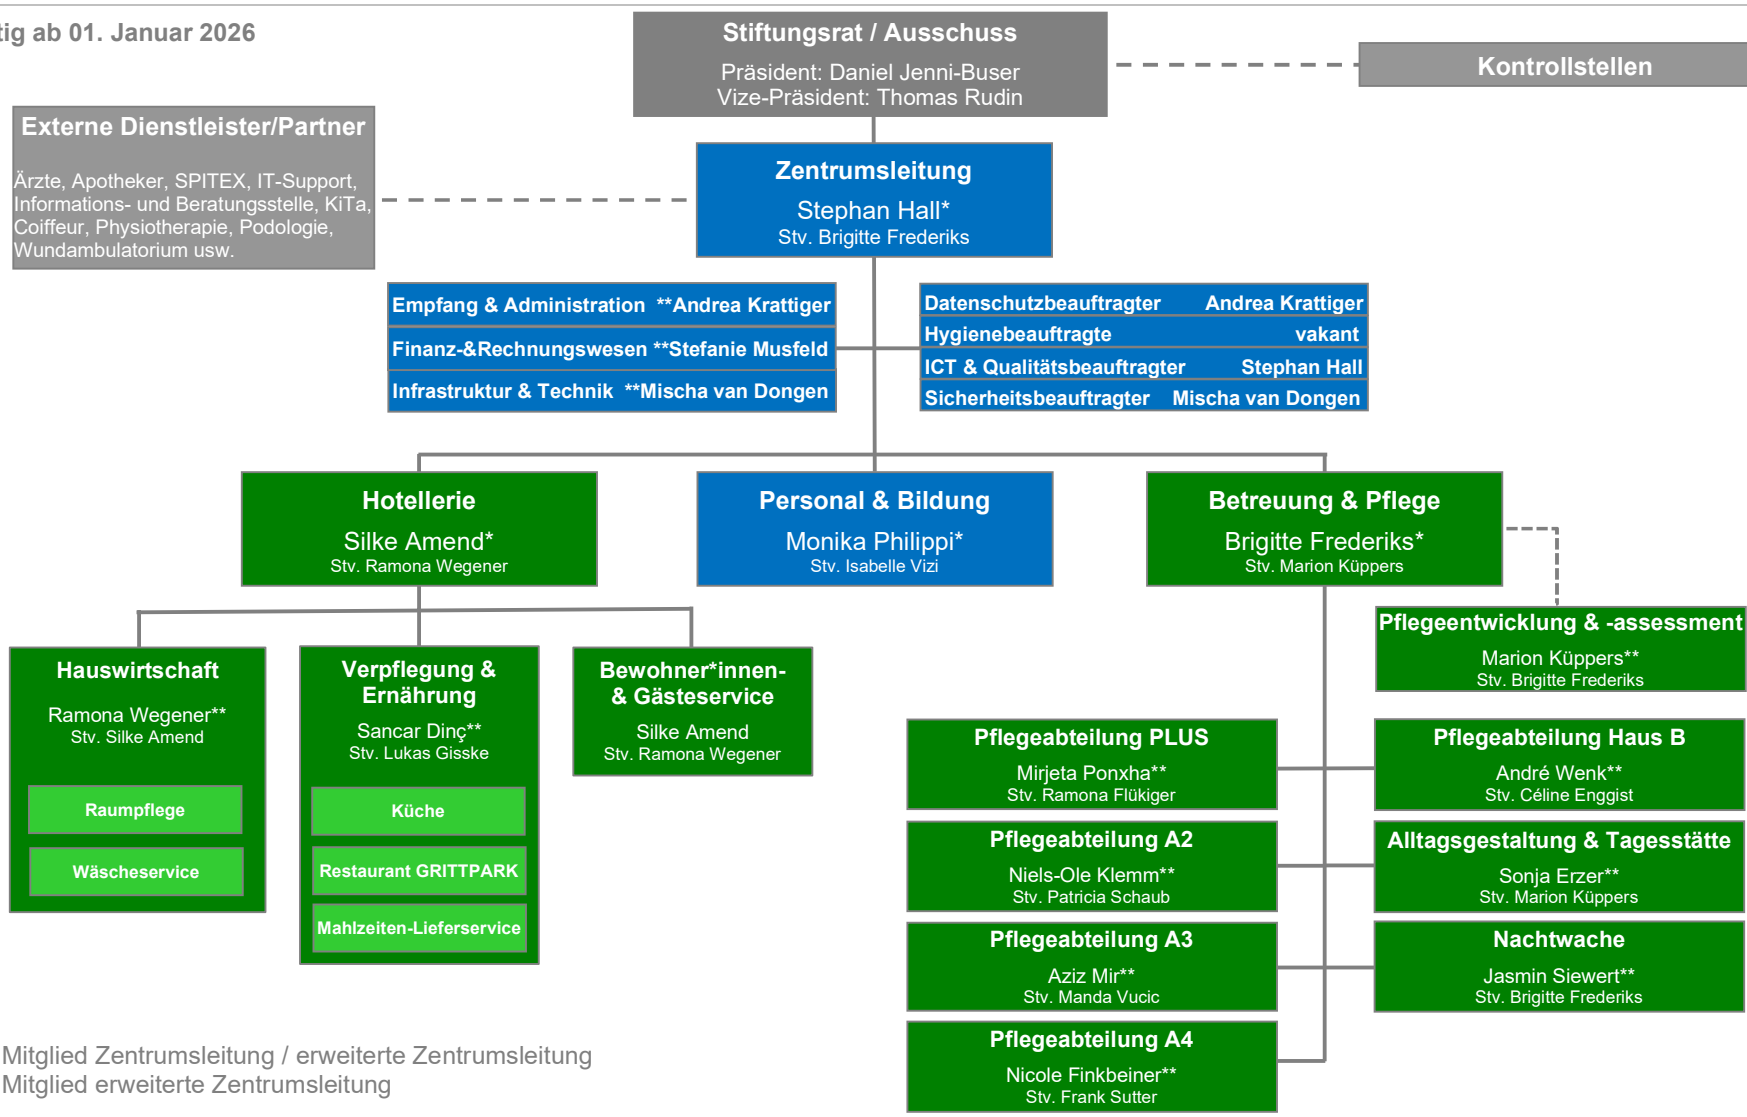 tig ab 01. Januar 2026
Stiftungsrat / Ausschuss
Präsident: Daniel Jenni-Buser
Vize-Präsident: Thomas Rudin
Kontrollstellen
Externe Dienstleister/Partner
Ärzte, Apotheker, SPITEX, IT-Support,
Informations- und Beratungsstelle, KiTa,
Coiffeur, Physiotherapie, Podologie,
Wundambulatorium usw.
Zentrumsleitung
Stephan Hall*
Stv. Brigitte Frederiks
Empfang & Administration **Andrea Krattiger
Finanz-&Rechnungswesen **Stefanie Musfeld
Infrastruktur & Technik **Mischa van Dongen
Datenschutzbeauftragter Andrea Krattiger
Hygienebeauftragte vakant
ICT & Qualitätsbeauftragter Stephan Hall
Sicherheitsbeauftragter Mischa van Dongen
Hotellerie
Silke Amend*
Stv. Ramona Wegener
Personal & Bildung
Monika Philippi*
Stv. Isabelle Vizi
Betreuung & Pflege
Brigitte Frederiks*
Stv. Marion Küppers
Hauswirtschaft
Ramona Wegener**
Stv. Silke Amend
Raumpflege
Wäscheservice
Verpflegung &
Ernährung
Sancar Dinç**
Stv. Lukas Gisske
Küche
Restaurant GRITTPARK
Mahlzeiten-Lieferservice
Bewohner*innen-
& Gästeservice
Silke Amend
Stv. Ramona Wegener
Pflegeentwicklung & -assessment
Marion Küppers**
Stv. Brigitte Frederiks
Pflegeabteilung PLUS
Mirjeta Ponxha**
Stv. Ramona Flükiger
Pflegeabteilung Haus B
André Wenk**
Stv. Céline Enggist
Pflegeabteilung A2
Niels-Ole Klemm**
Stv. Patricia Schaub
Alltagsgestaltung & Tagesstätte
Sonja Erzer**
Stv. Marion Küppers
Pflegeabteilung A3
Aziz Mir**
Stv. Manda Vucic
Nachtwache
Jasmin Siewert**
Stv. Brigitte Frederiks
Pflegeabteilung A4
Nicole Finkbeiner**
Stv. Frank Sutter
Mitglied Zentrumsleitung / erweiterte Zentrumsleitung
Mitglied erweiterte Zentrumsleitung